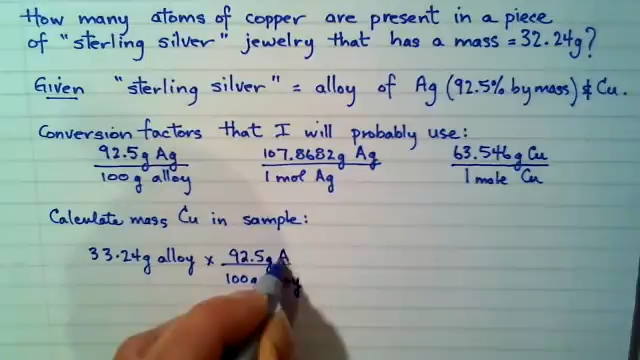 How many atoms of copper are present in a piece
of "sterling silver" jewelry that has a mass = 32.24g?
Given "sterling silver" = alloy of Ag (92.5% by mass) & Cu.
Conversion factors that I will probably use:
92.5g Ag 107.8682g Ag 63.546g Cu
100g alloy 1 mol Ag 1 mole Cu
Calculate mass Cu in sample:
33.24g alloy × 92.5g A
100g